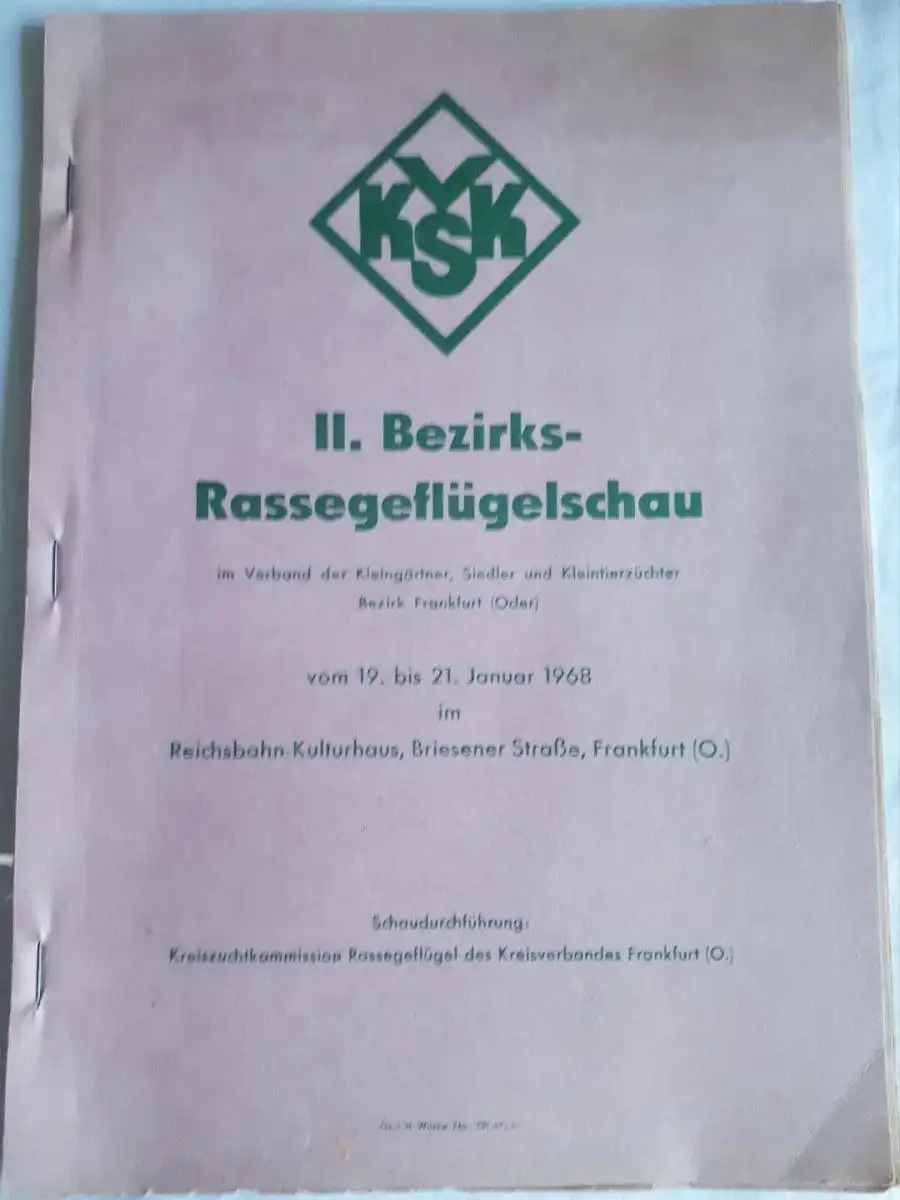 VKSK
II. Bezirks-
Rassegeflügelschau
im Verband der Kleingärtner, Siedler und Kleintierzüchter
Bezirk Frankfurt (Oder)
vom 19. bis 21. Januar 1968
im
Reichsbahn-Kulturhaus, Briesener Straße, Frankfurt (O.)
Schaudurchführung:
Kreiszuchtkommission Rassegeflügel des Kreisverbandes Frankfurt (O.)